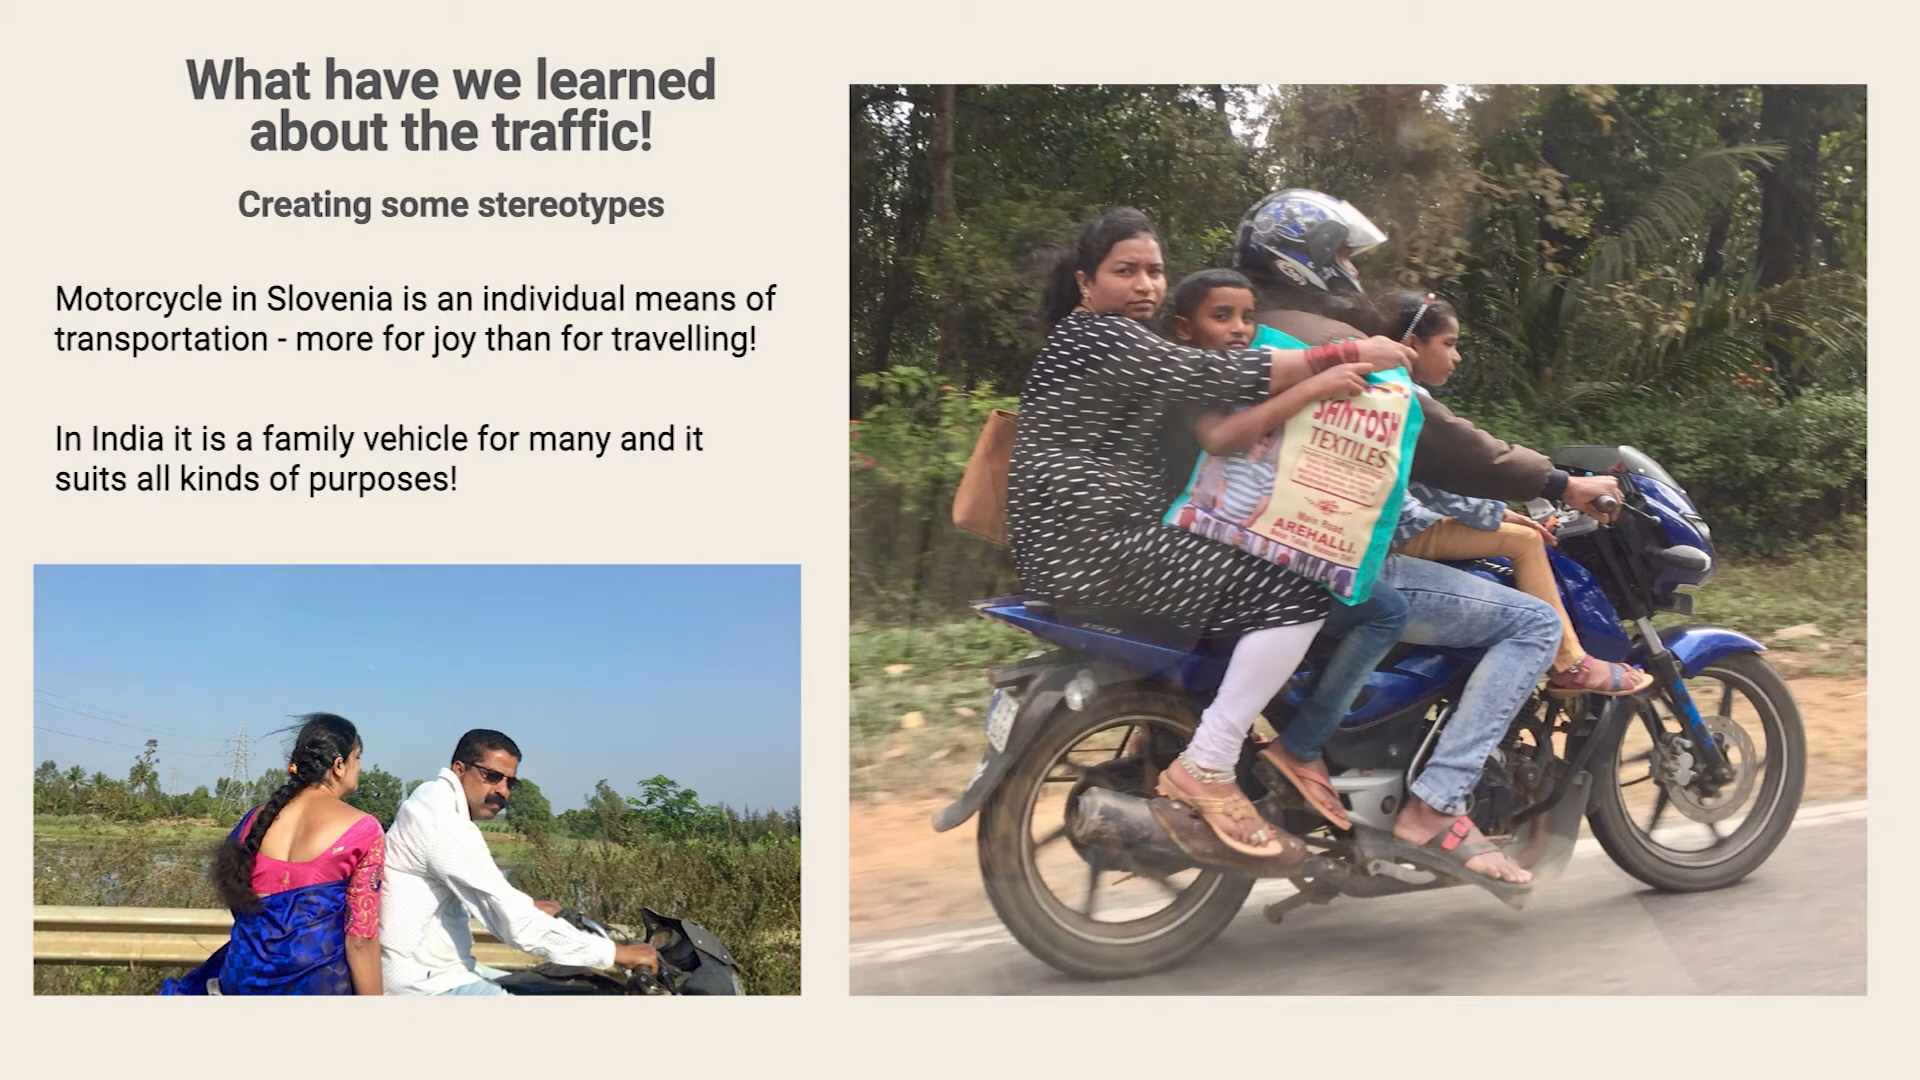 What have we learned
about the traffic!
Creating some stereotypes
Motorcycle in Slovenia is an individual means of
transportation - more for joy than for travelling!
In India it is a family vehicle for many and it
suits all kinds of purposes!
SANTOSH
TEXTILES
Main Road,
AREHALLI.
150